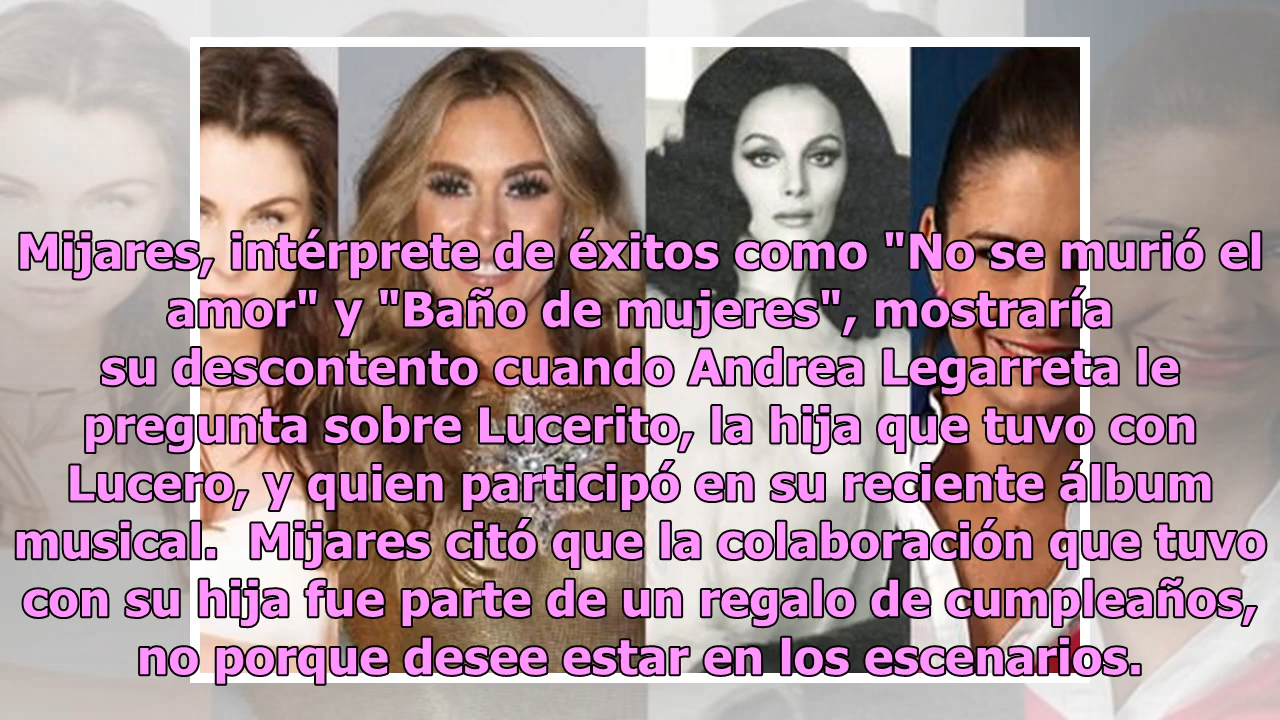 Mijares, intérprete de éxitos como "No se murió el
amor" y "Baño de mujeres", mostraría
su descontento cuando Andrea Legarreta le
pregunta sobre Lucerito, la hija que tuvo con
Lucero, y quien participó en su reciente álbum
musical.  Mijares citó que la colaboración que tuvo
con su hija fue parte de un regalo de cumpleaños,
no porque desee estar en los escenarios.